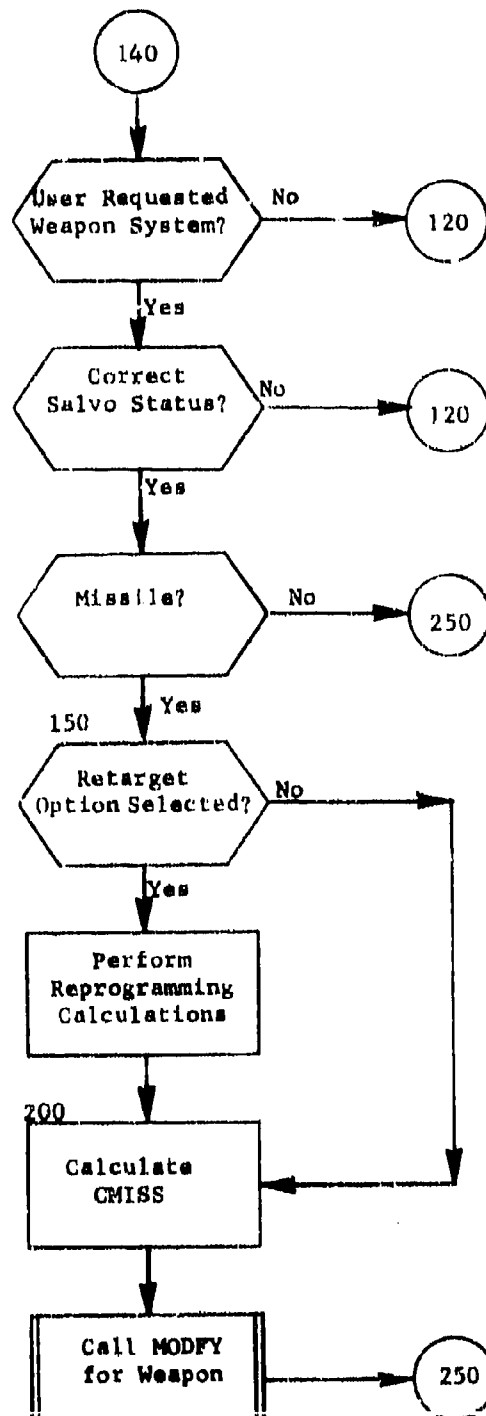 140
User Requested
Weapon System?
No
120
Yes
Correct
Salvo Status?
No
120
Yes
Missile?
No
250
Yes
150
Retarget
Option Selected?
No
Yes
Perform
Reprogramming
Calculations
200
Calculate
CMISS
Call MODFY
for Weapon
250